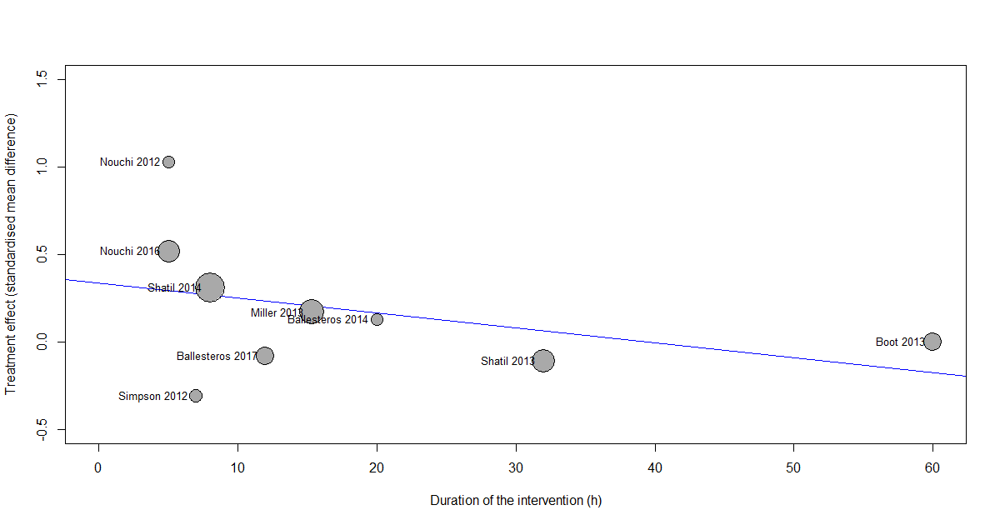 Treatment effect (standardised mean difference)
1.5
1.0
0.5
0.0
-0.5
Nouchi 2012
Nouchi 2016
Shatil 2014
Miller 2013
Ballesteros 2014
Ballesteros 2017
Boot 2013
Shatil 2013
Simpson 2012
0 10 20 30 40 50 60
Duration of the intervention (h)